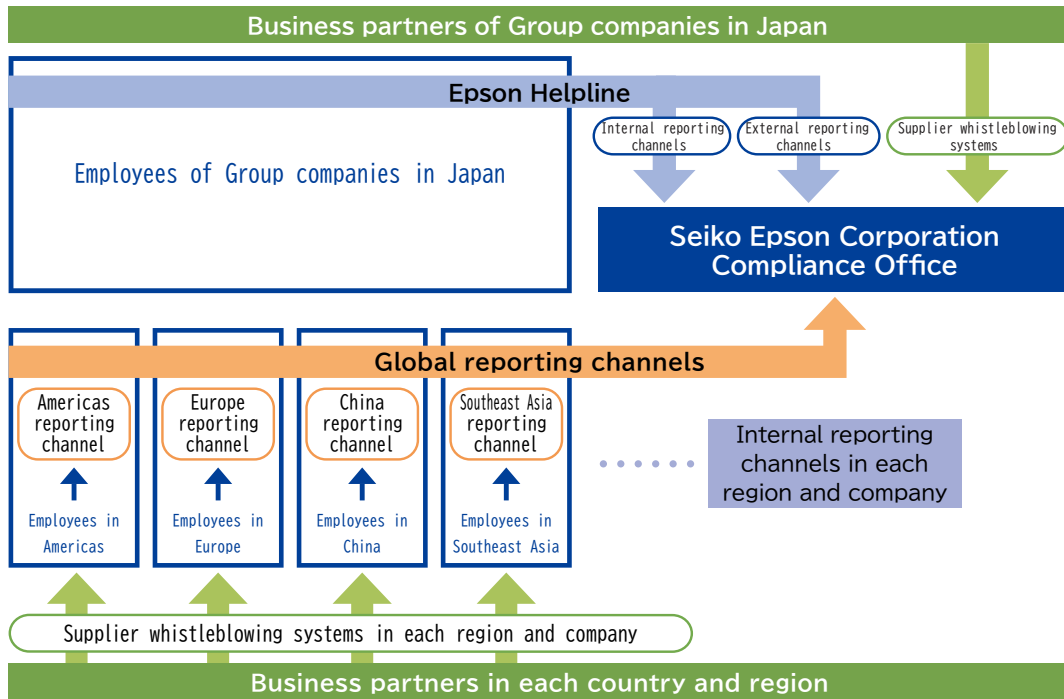 Business partners of Group companies in Japan
Epson Helpline
Internal reporting
channels
External reporting
channels
Supplier whistleblowing
systems
Employees of Group companies in Japan
Seiko Epson Corporation
Compliance Office
Global reporting channels
Americas
reporting
channel
Europe
reporting
channel
China
reporting
channel
Southeast Asia
reporting
channel
Internal reporting
channels in each
region and company
Employees in
Americas
Employees in
Europe
Employees in
China
Employees in
Southeast Asia
Supplier whistleblowing systems in each region and company
Business partners in each country and region